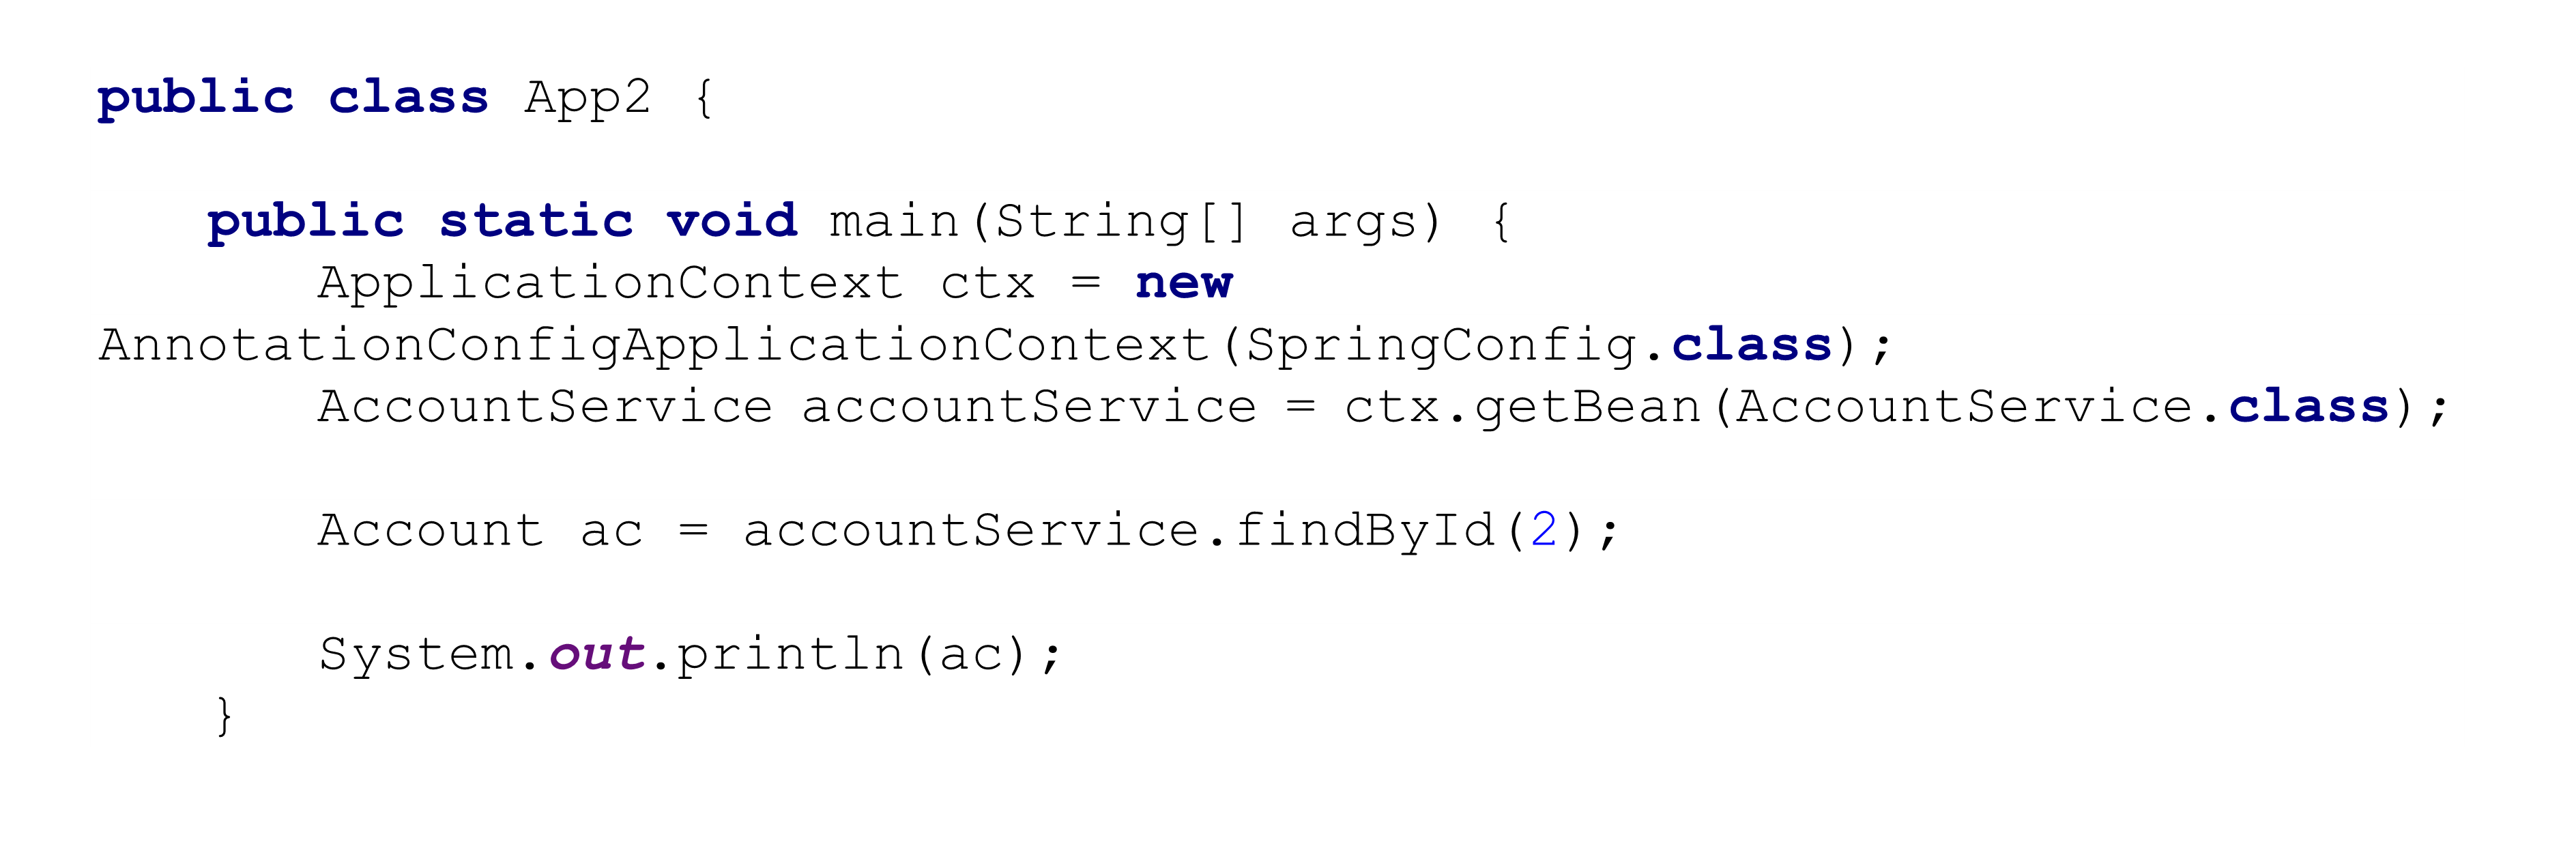 public class App2 {
public static void main(String[] args) {
ApplicationContext ctx = new
AnnotationConfigApplicationContext(SpringConfig.class);
AccountService accountService = ctx.getBean(AccountService.class);
Account ac = accountService.findById(2);
System.out.println(ac);
}